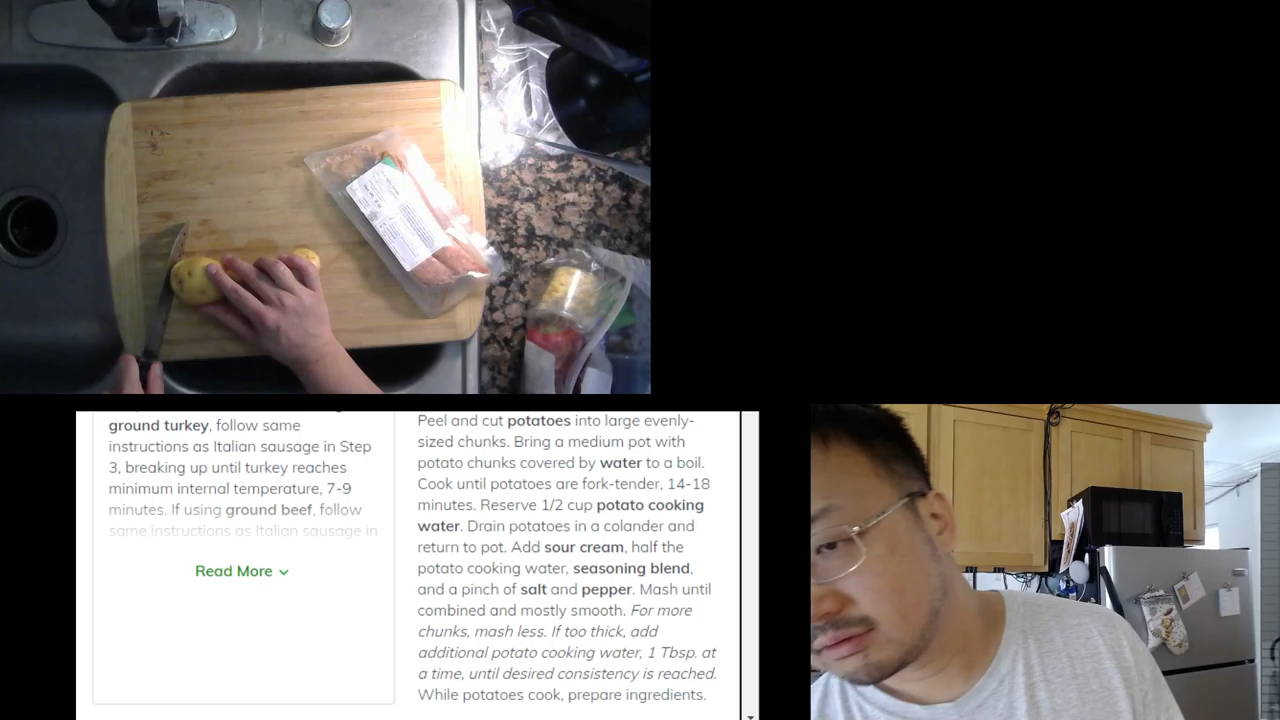 ground turkey, follow same
instructions as Italian sausage in Step
3, breaking up until turkey reaches
minimum internal temperature, 7-9
minutes. If using ground beef, follow
same instructions as Italian sausage in
Read More
Peel and cut potatoes into large evenly-
sized chunks. Bring a medium pot with
potato chunks covered by water to a boil.
Cook until potatoes are fork-tender, 14-18
minutes. Reserve 1/2 cup potato cooking
water. Drain potatoes in a colander and
return to pot. Add sour cream, half the
potato cooking water, seasoning blend,
and a pinch of salt and pepper. Mash until
combined and mostly smooth. For more
chunks, mash less. If too thick, add
additional potato cooking water, 1 Tbsp. at
a time, until desired consistency is reached.
While potatoes cook, prepare ingredients.